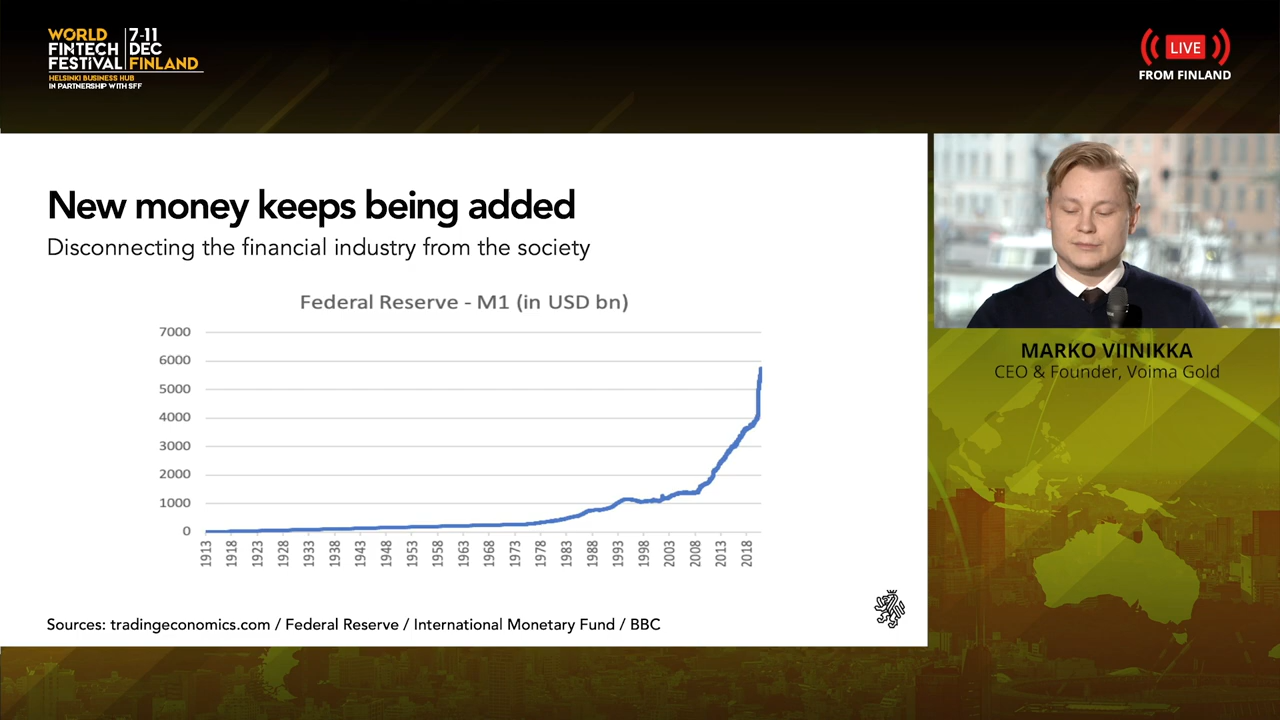 WORLD
FINTECH
FESTIVAL
7-11
DEC
FINLAND
HELSINKI BUSINESS HUB
IN PARTNERSHIP WITH SFF
LIVE
FROM FINLAND
New money keeps being added
Disconnecting the financial industry from the society
Federal Reserve - M1 (in USD bn)
7000
6000
5000
4000
3000
2000
1000
0
1913 1918 1923 1928 1933 1938 1943 1948 1953 1958 1963 1968 1973 1978 1983 1988 1993 1998 2003 2008 2013 2018
Sources: tradingeconomics.com / Federal Reserve / International Monetary Fund / BBC
MARKO VIINIKKA
CEO & Founder, Voima Gold